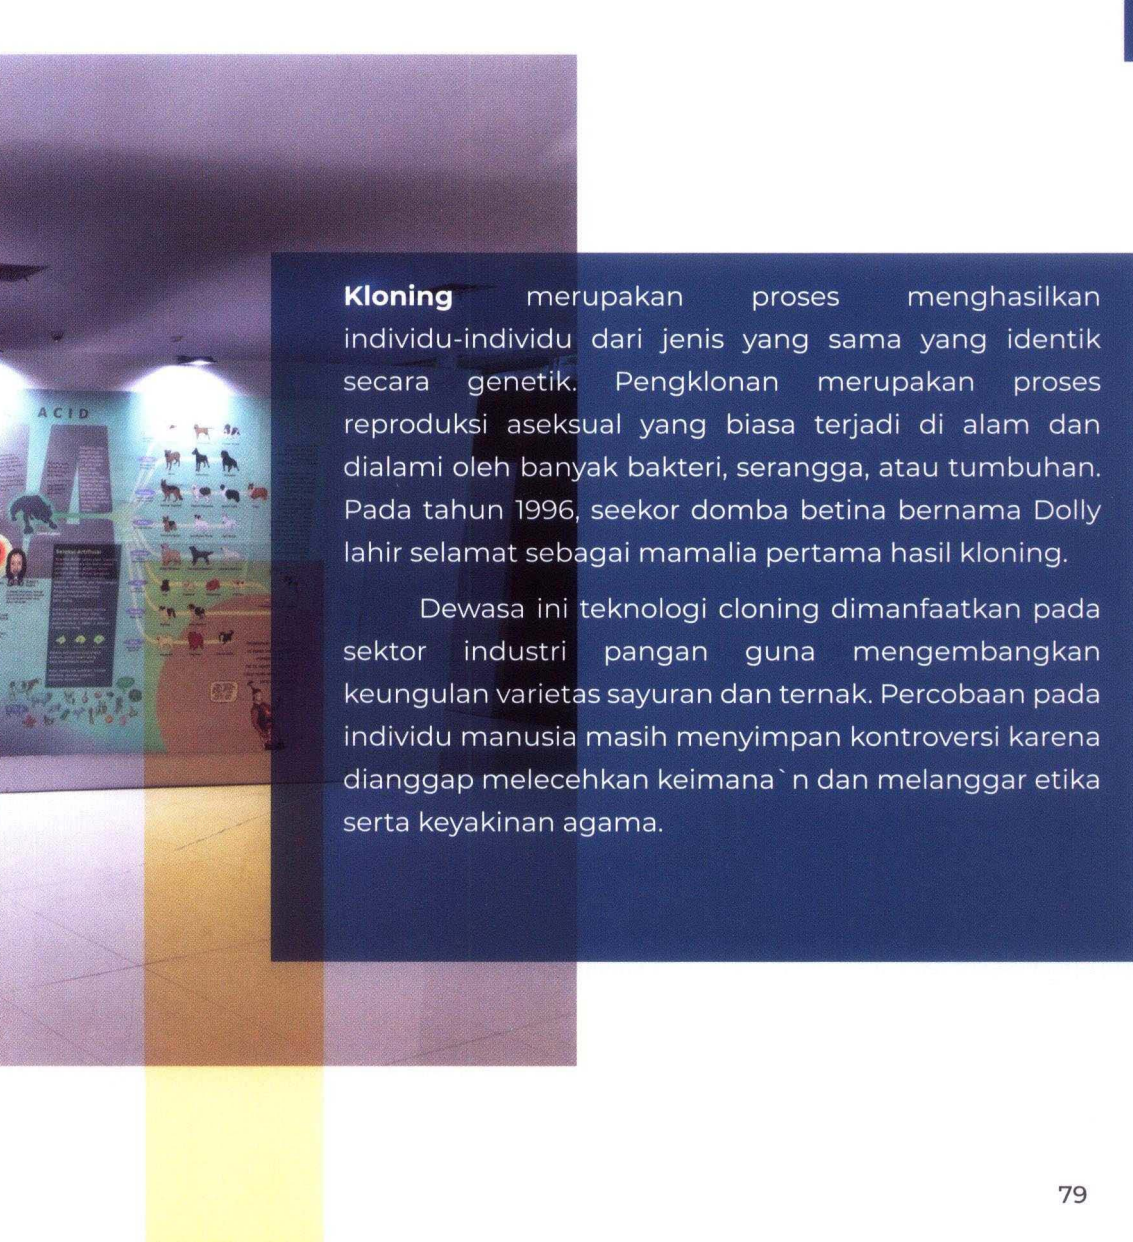 ACID
Seleksi Artifisial
Kloning merupakan proses menghasilkan
individu-individu dari jenis yang sama yang identik
secara genetik. Pengklonan merupakan proses
reproduksi aseksual yang biasa terjadi di alam dan
dialami oleh banyak bakteri, serangga, atau tumbuhan.
Pada tahun 1996, seekor domba betina bernama Dolly
lahir selamat sebagai mamalia pertama hasil kloning.
Dewasa ini teknologi cloning dimanfaatkan pada
sektor industri pangan guna mengembangkan
keungulan varietas sayuran dan ternak. Percobaan pada
individu manusia masih menyimpan kontroversi karena
dianggap melecehkan keimana`n dan melanggar etika
serta keyakinan agama.
79